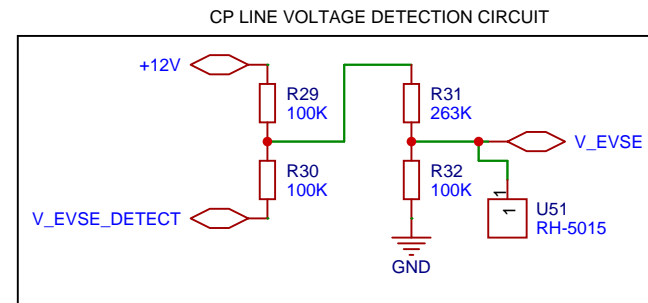 CP LINE VOLTAGE DETECTION CIRCUIT
+12V
R29
100K
R31
263K
V_EVSE
R30
100K
R32
100K
V_EVSE_DETECT
1
1
U51
RH-5015
GND